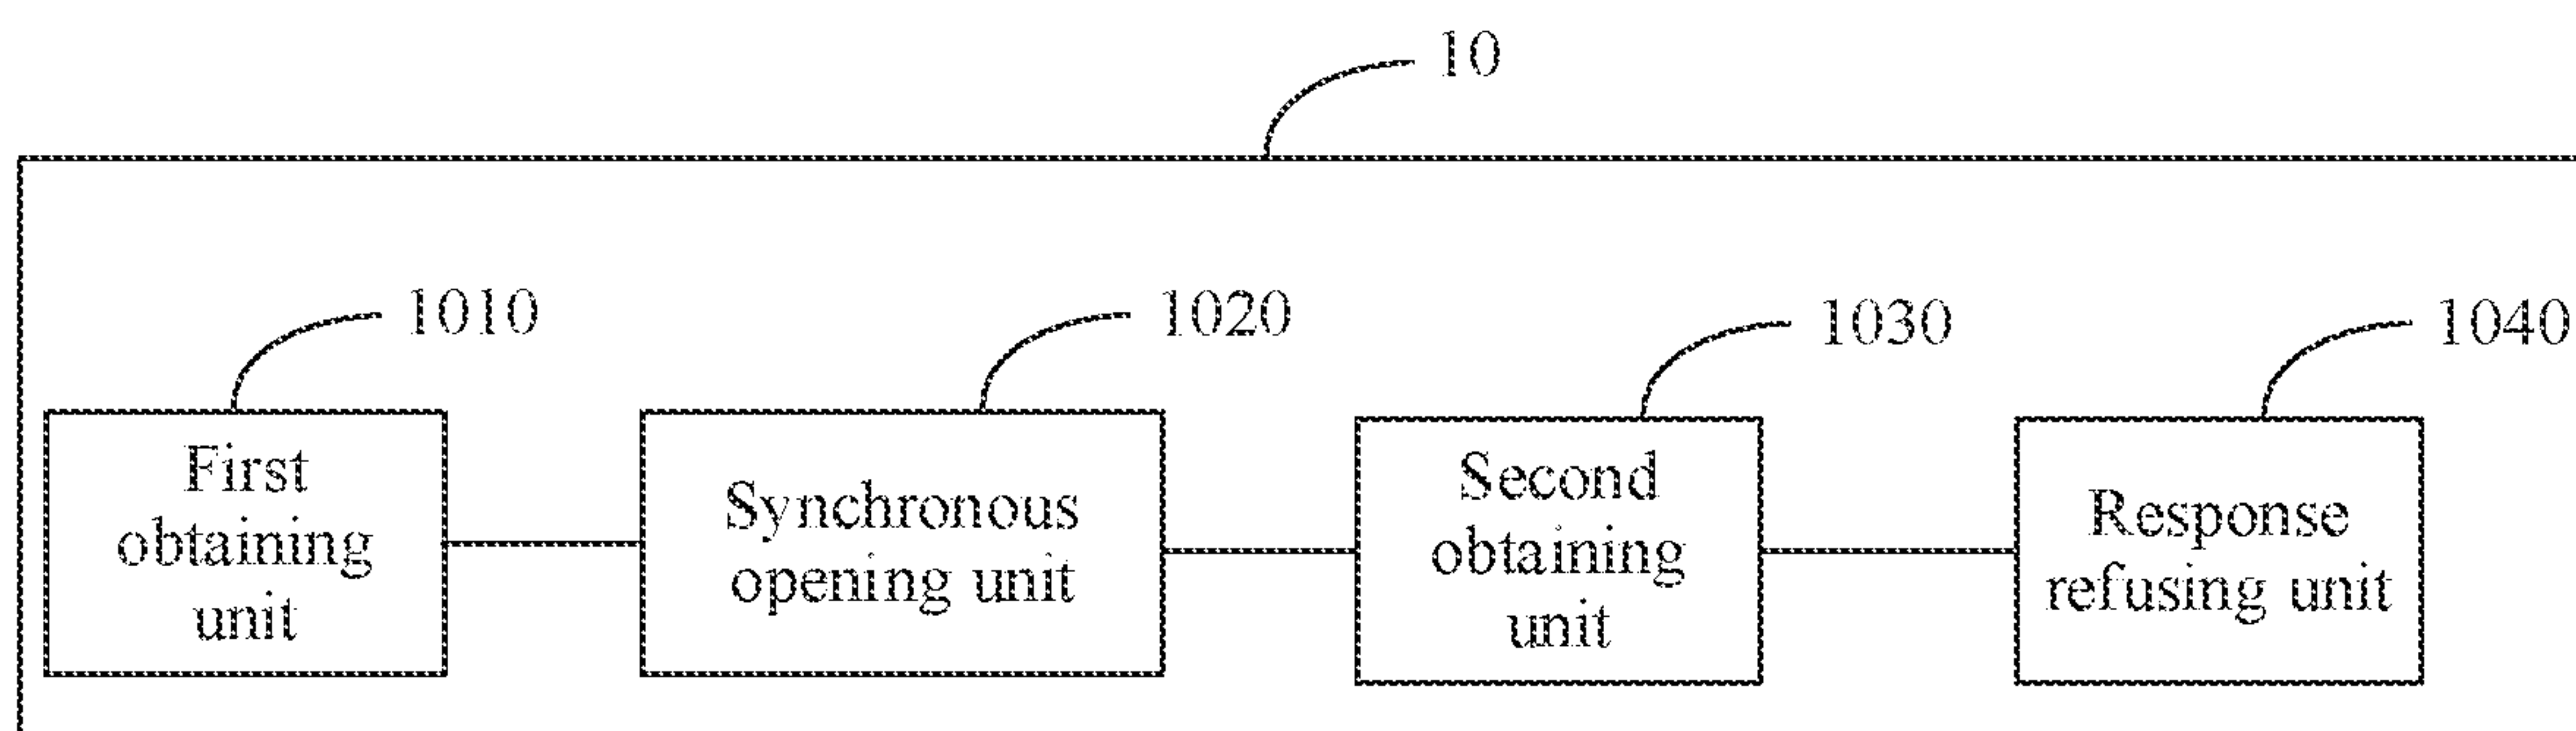 10
1010
1020
1030
1040
First
obtaining
unit
Synchronous
opening unit
Second
obtaining
unit
Response
refusing unit